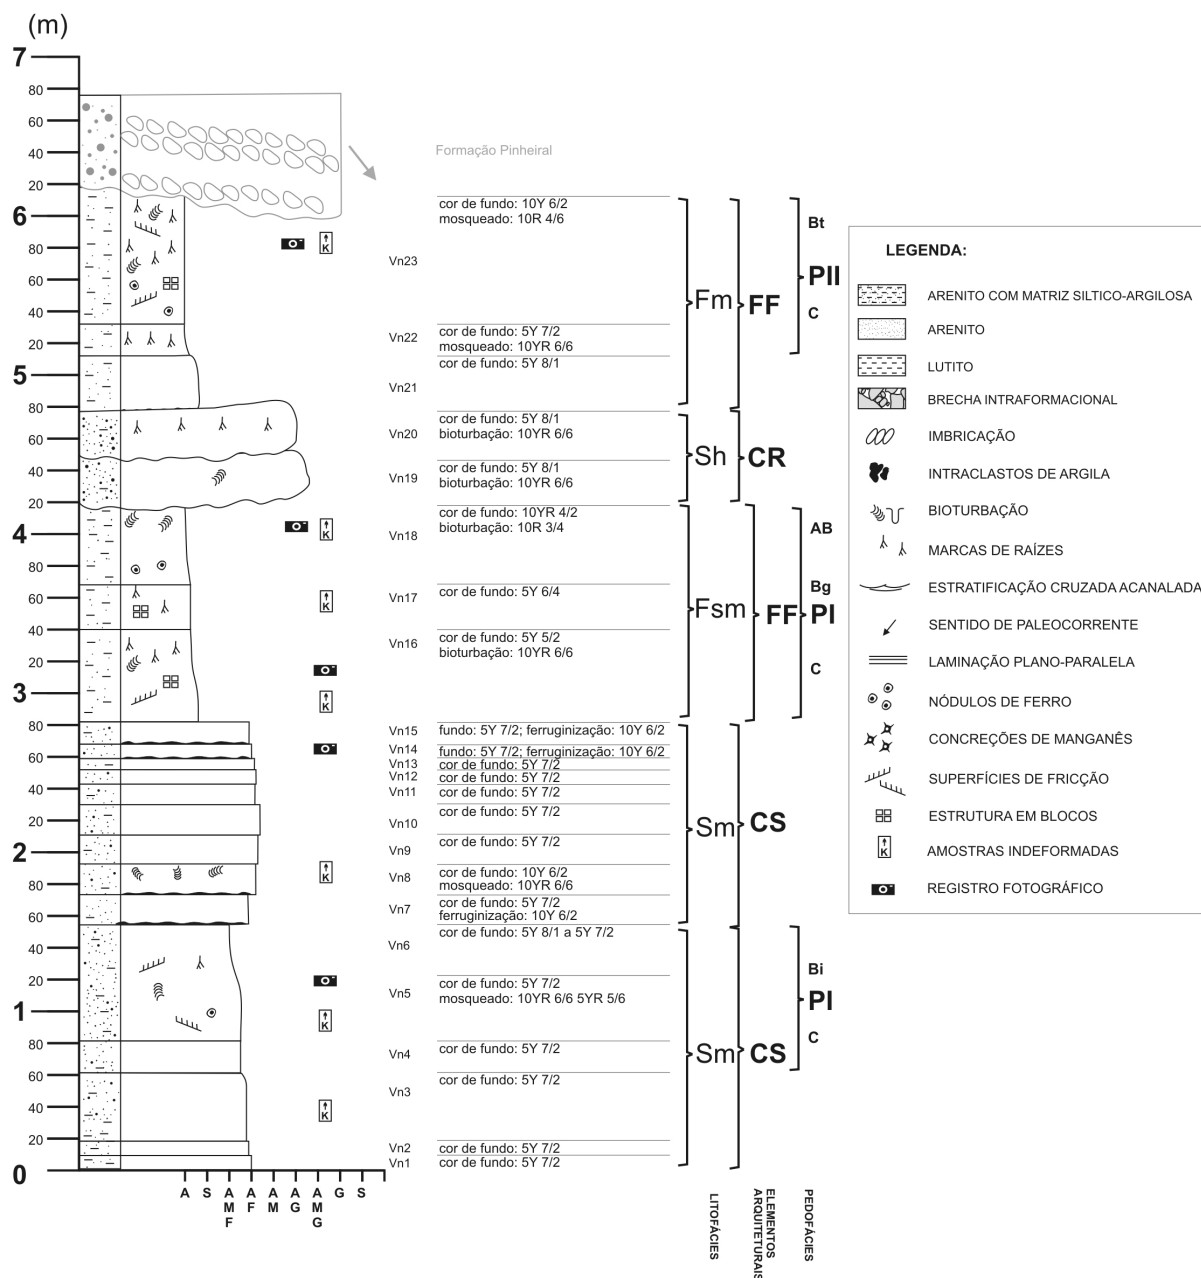 (m)
7
80
60
40
20
6
80
60
40
20
5
80
60
40
20
4
80
60
40
20
3
80
60
40
20
2
80
60
40
20
1
80
60
40
20
0
A
S
A
M
F
A
F
A
M
A
G
A
M
G
G
S
K
K
K
K
K
K
K
Formação Pinheiral
Vn23
cor de fundo: 10Y 6/2
mosqueado: 10R 4/6
Vn22
cor de fundo: 5Y 7/2
mosqueado: 10YR 6/6
Vn21
cor de fundo: 5Y 8/1
Vn20
cor de fundo: 5Y 8/1
bioturbação: 10YR 6/6
Vn19
cor de fundo: 5Y 8/1
bioturbação: 10YR 6/6
Vn18
cor de fundo: 10YR 4/2
bioturbação: 10R 3/4
Vn17
cor de fundo: 5Y 6/4
Vn16
cor de fundo: 5Y 5/2
bioturbação: 10YR 6/6
Vn15
fundo: 5Y 7/2; ferruginização: 10Y 6/2
Vn14
fundo: 5Y 7/2; ferruginização: 10Y 6/2
Vn13
cor de fundo: 5Y 7/2
Vn12
cor de fundo: 5Y 7/2
Vn11
cor de fundo: 5Y 7/2
Vn10
cor de fundo: 5Y 7/2
Vn9
cor de fundo: 5Y 7/2
Vn8
cor de fundo: 10Y 6/2
mosqueado: 10YR 6/6
Vn7
cor de fundo: 5Y 7/2
ferruginização: 10Y 6/2
Vn6
cor de fundo: 5Y 8/1 a 5Y 7/2
Vn5
cor de fundo: 5Y 7/2
mosqueado: 10YR 6/6 5YR 5/6
Vn4
cor de fundo: 5Y 7/2
Vn3
cor de fundo: 5Y 7/2
Vn2
cor de fundo: 5Y 7/2
Vn1
cor de fundo: 5Y 7/2
Fm
Sh
Fsm
Sm
Sm
LITOFÁCIES
FF
CR
FF
CS
CS
ELEMENTOS
ARQUITETURAIS
Bt
PII
C
AB
Bg
PI
C
Bi
PI
C
PEDOFÁCIES
LEGENDA:
ARENITO COM MATRIZ SILTICO-ARGILOSA
ARENITO
LUTITO
BRECHA INTRAFORMACIONAL
IMBRICAÇÃO
INTRACLASTOS DE ARGILA
BIOTURBAÇÃO
MARCAS DE RAÍZES
ESTRATIFICAÇÃO CRUZADA ACANALADA
SENTIDO DE PALEOCORRENTE
LAMINAÇÃO PLANO-PARALELA
NÓDULOS DE FERRO
CONCREÇÕES DE MANGANÊS
SUPERFÍCIES DE FRICÇÃO
ESTRUTURA EM BLOCOS
K
AMOSTRAS INDEFORMADAS
REGISTRO FOTOGRÁFICO